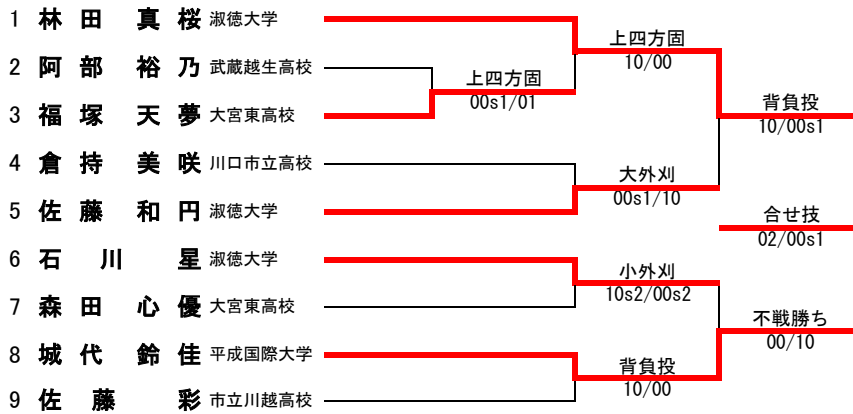 1 林田 真桜 淑徳大学
2 阿部 裕乃 武蔵越生高校
3 福塚 天夢 大宮東高校
4 倉持 美咲 川口市立高校
5 佐藤 和円 淑徳大学
6 石川 星 淑徳大学
7 森田 心優 大宮東高校
8 城代 鈴佳 平成国際大学
9 佐藤 彩 市立川越高校
上四方固
00s1/01
上四方固
10/00
大外刈
00s1/10
小外刈
10s2/00s2
背負投
10/00
背負投
10/00s1
合せ技
02/00s1
不戦勝ち
00/10